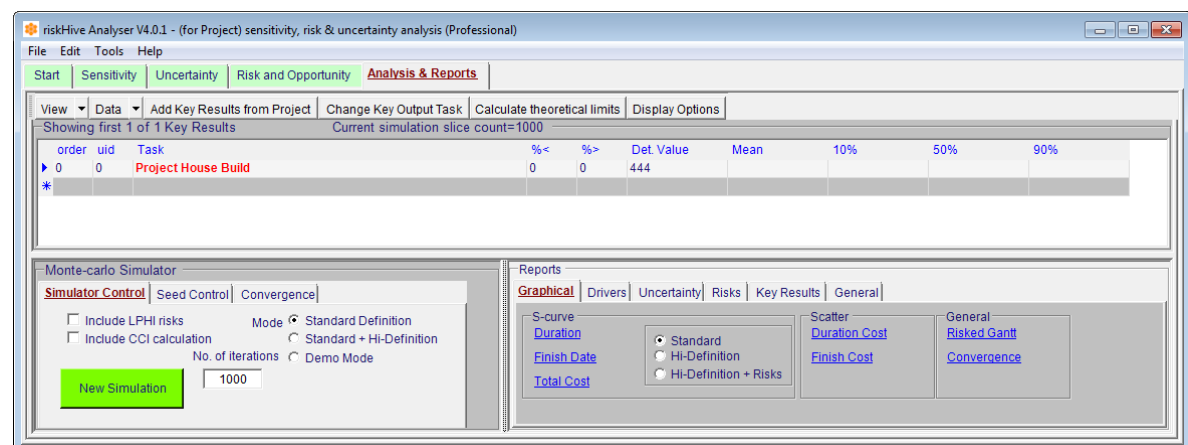 riskHive Analyser V4.0.1 - (for Project) sensitivity, risk & uncertainty analysis (Professional)
File Edit Tools Help
Start Sensitivity Uncertainty Risk and Opportunity Analysis & Reports
View Data Add Key Results from Project Change Key Output Task Calculate theoretical limits Display Options
Showing first 1 of 1 Key Results Current simulation slice count=1000
order uid Task %< %> Det. Value Mean 10% 50% 90%
0 0 Project House Build 0 0 444
Monte-carlo Simulator
Simulator Control Seed Control Convergence
Include LPHI risks Mode Standard Definition
Include CCI calculation Standard + Hi-Definition
No. of iterations Demo Mode
New Simulation 1000
Reports
Graphical Drivers Uncertainty Risks Key Results General
S-curve Scatter General
Duration Standard Duration Cost Risked Gantt
Finish Date Hi-Definition Finish Cost Convergence
Total Cost Hi-Definition + Risks